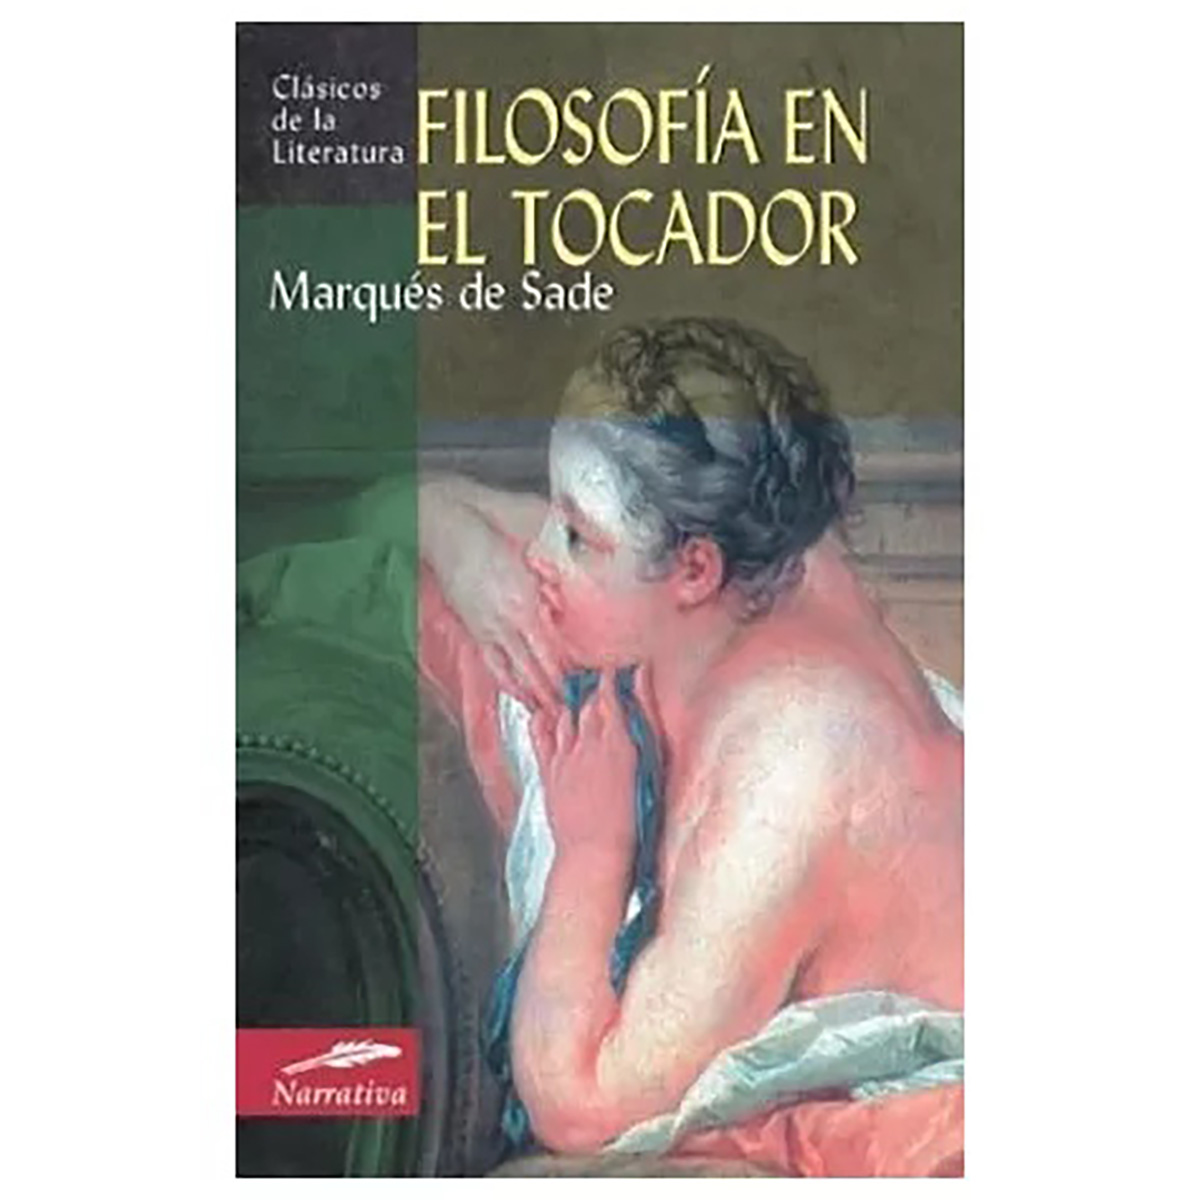 Clásicos
de la
Literatura
FILOSOFÍA EN
EL TOCADOR
Marqués de Sade
Narrativa